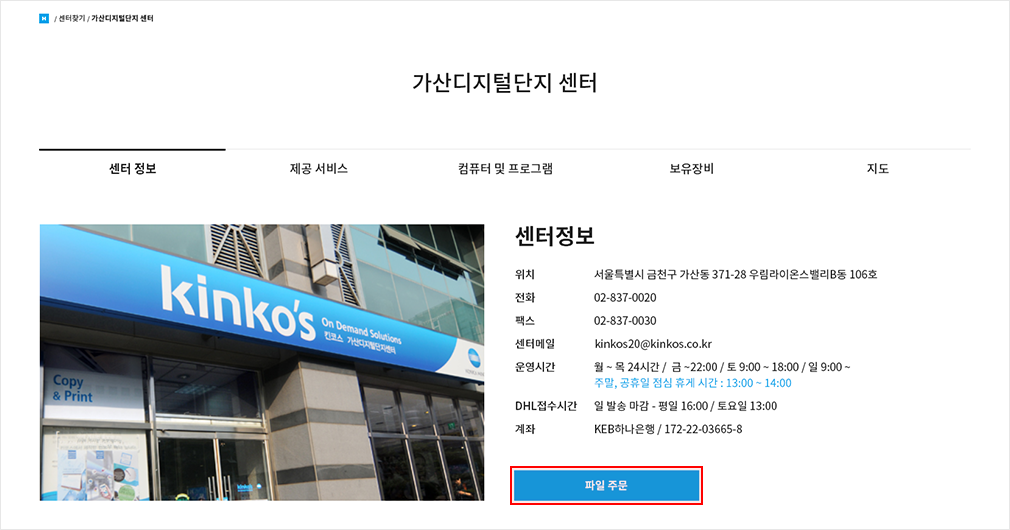 H / 센터찾기 / 가산디지털단지 센터
가산디지털단지 센터
센터 정보 제공 서비스 컴퓨터 및 프로그램 보유장비 지도
kinko's
On Demand Solutions
킨코스 가산디지털단지센터
Copy
& Print
kinko's
센터정보
위치 서울특별시 금천구 가산동 371-28 우림라이온스밸리B동 106호
전화 02-837-0020
팩스 02-837-0030
센터메일 kinkos20@kinkos.co.kr
운영시간 월 ~ 목 24시간 / 금 ~22:00 / 토 9:00 ~ 18:00 / 일 9:00 ~
주말, 공휴일 점심 휴게 시간 : 13:00 ~ 14:00
DHL접수시간 일 발송 마감 - 평일 16:00 / 토요일 13:00
계좌 KEB하나은행 / 172-22-03665-8
파일 주문